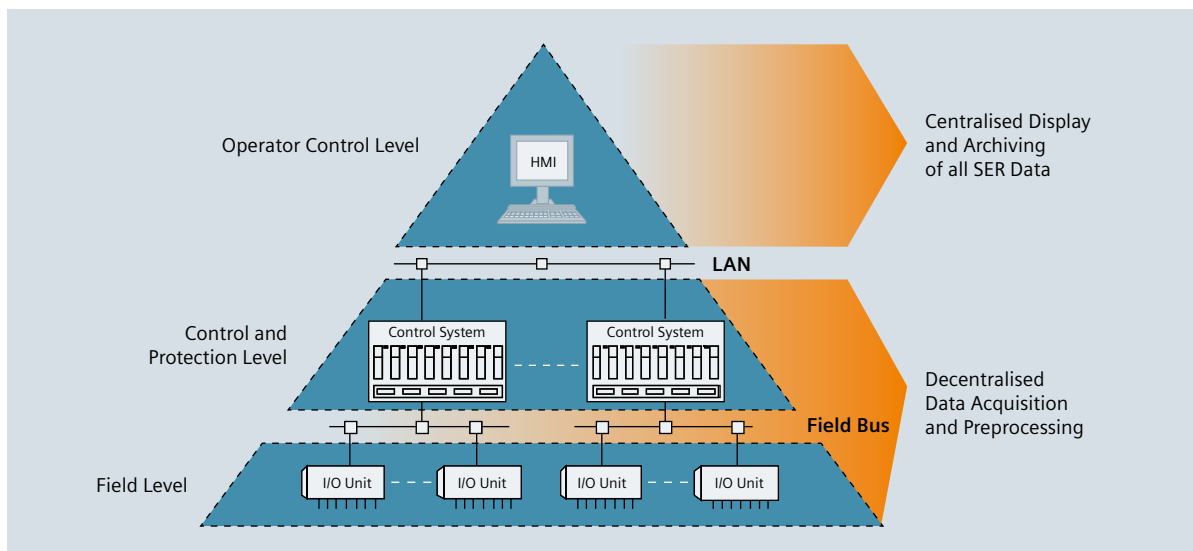 Operator Control Level
HMI
Centralised Display
and Archiving
of all SER Data
LAN
Control and
Protection Level
Control System
Control System
Decentralised
Data Acquisition
and Preprocessing
Field Bus
Field Level
I/O Unit
I/O Unit
I/O Unit
I/O Unit